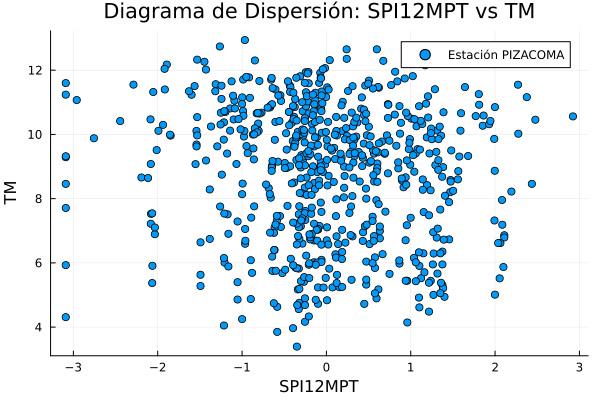 Diagrama de Dispersión: SPI12MPT vs TM
Estación PIZACOMA
12
10
8
6
4
TM
−3 −2 −1 0 1 2 3
SPI12MPT